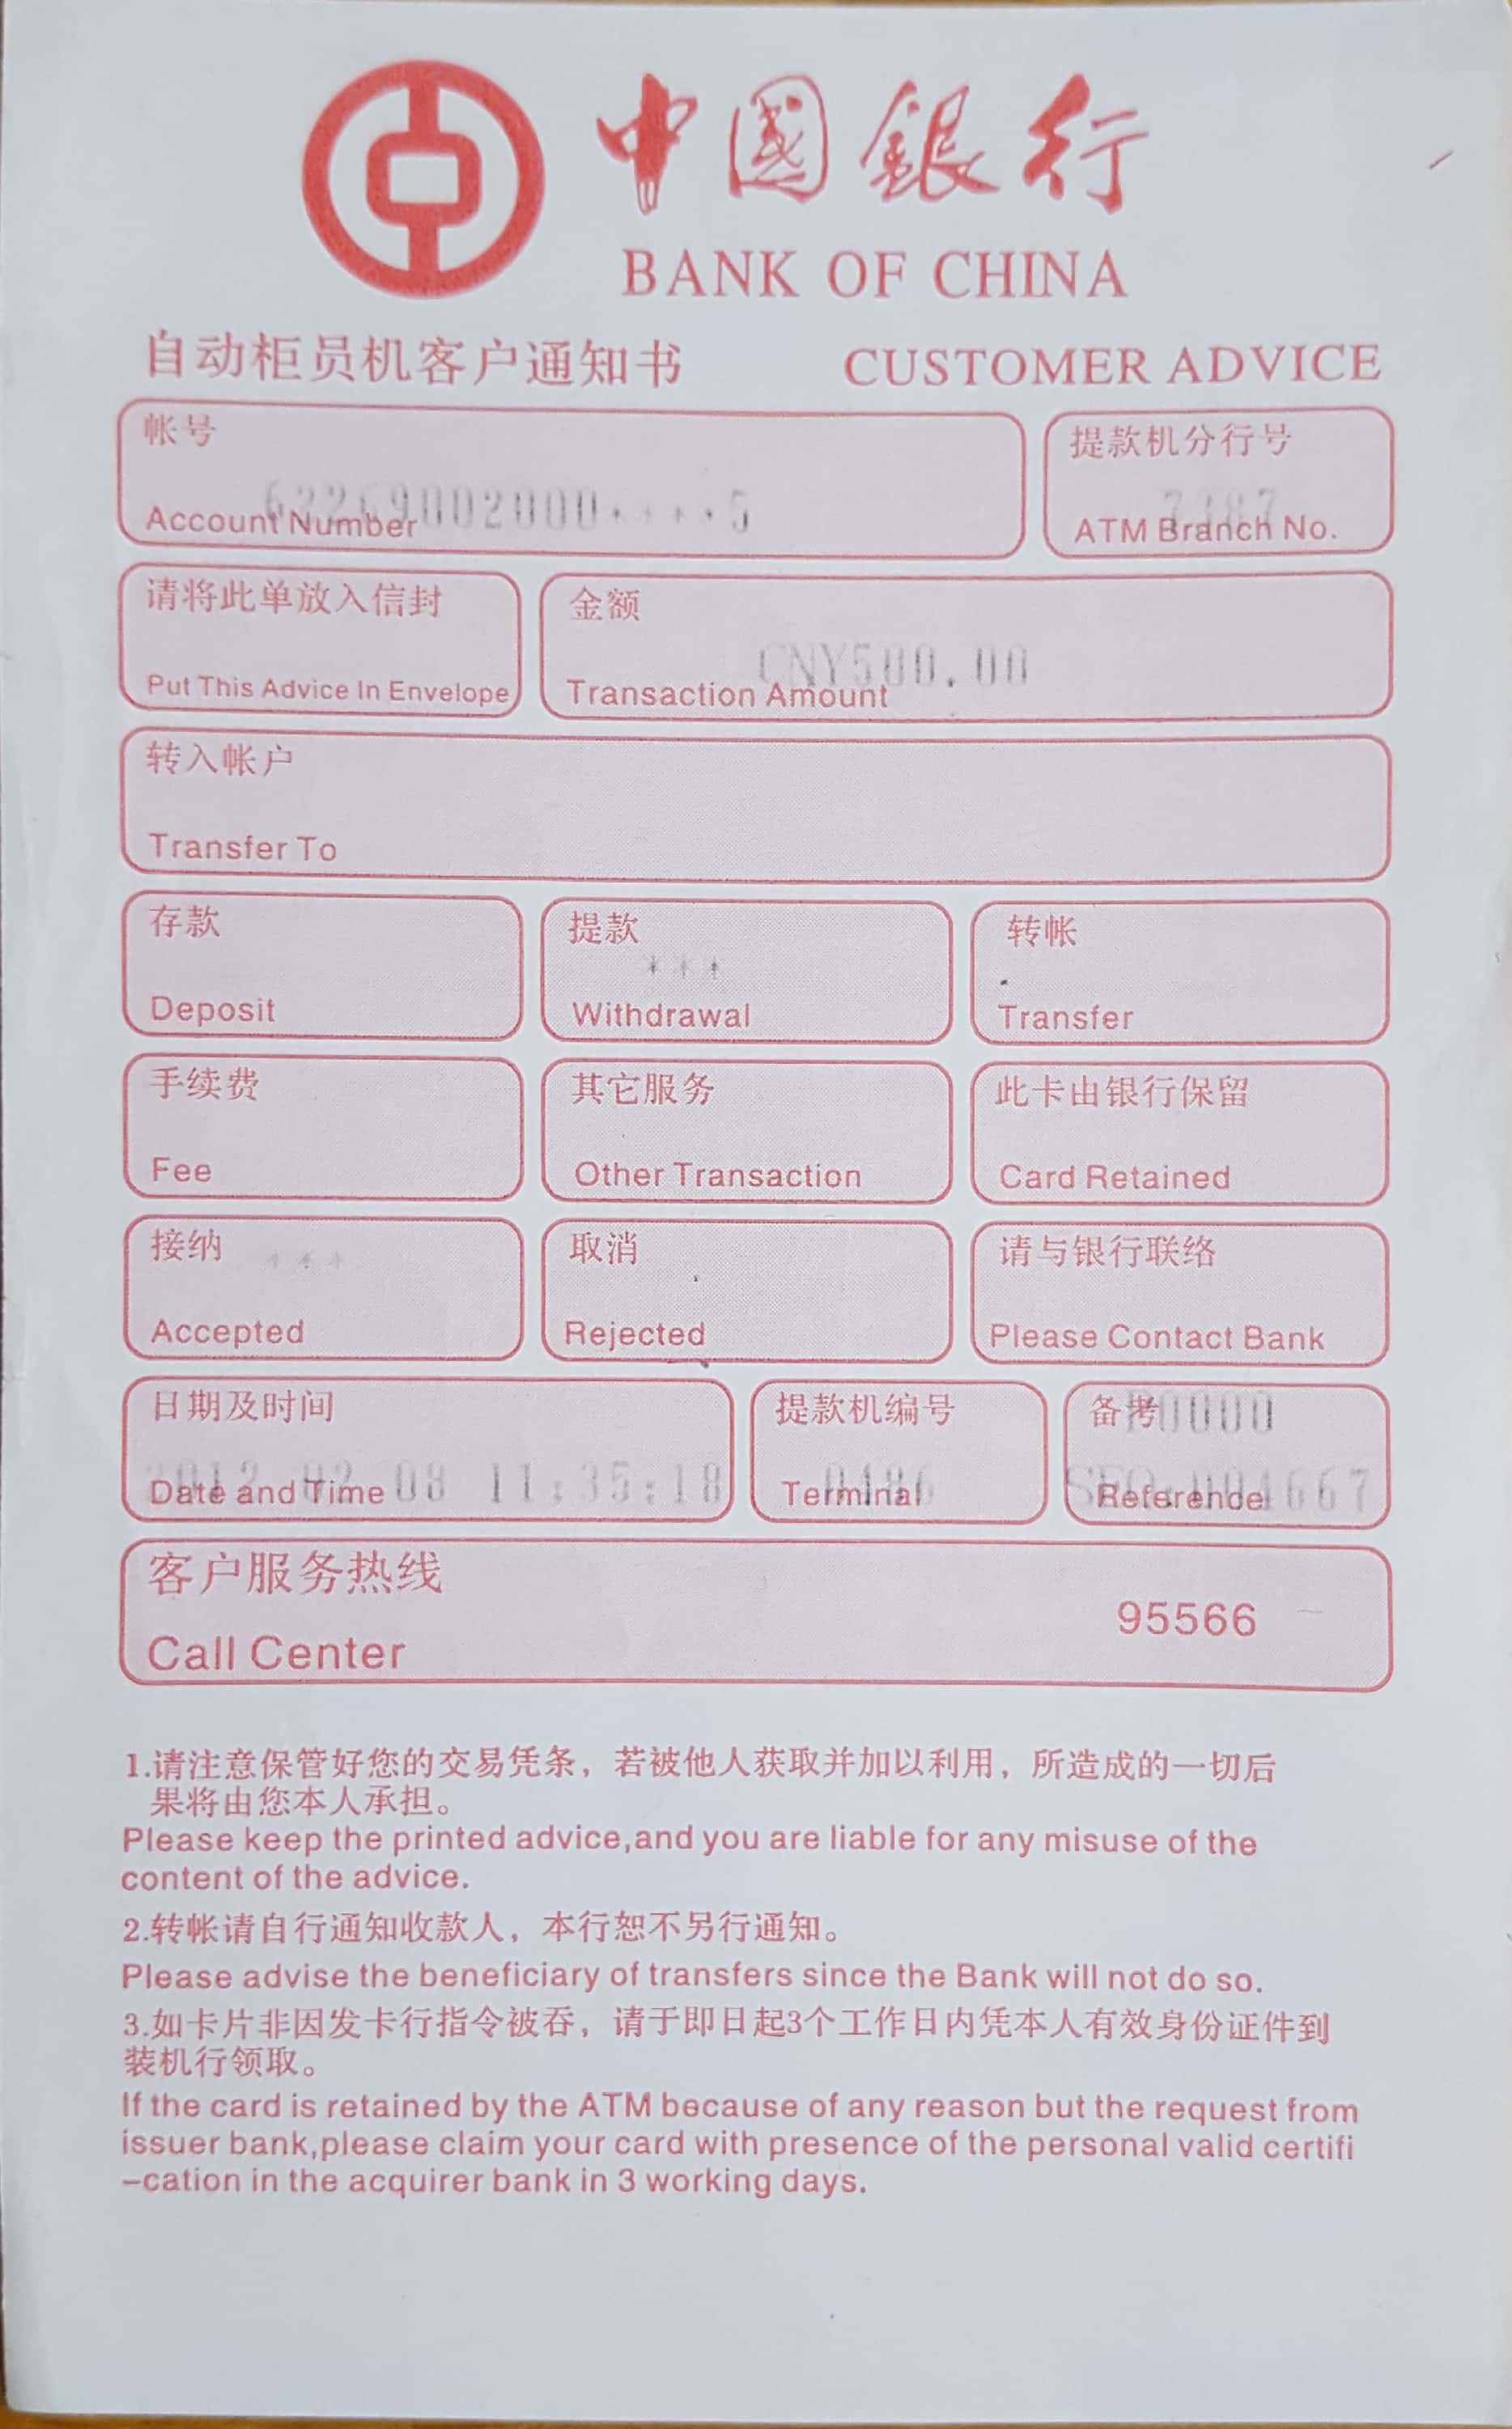 中國銀行
BANK OF CHINA
自动柜员机客户通知书 CUSTOMER ADVICE
帐号
Account Number
提款机分行号
ATM Branch No.
请将此单放入信封
Put This Advice In Envelope
金额
CNY500.00
Transaction Amount
转入帐户
Transfer To
存款
Deposit
提款
***
Withdrawal
转帐
Transfer
手续费
Fee
其它服务
Other Transaction
此卡由银行保留
Card Retained
接纳 ***
Accepted
取消
Rejected
请与银行联络
Please Contact Bank
日期及时间
11:35:18
Date and Time
提款机编号
Terminal
备考
Reference
客户服务热线
95566
Call Center
1.请注意保管好您的交易凭条，若被他人获取并加以利用，所造成的一切后
果将由您本人承担。
Please keep the printed advice,and you are liable for any misuse of the
content of the advice.
2.转帐请自行通知收款人，本行恕不另行通知。
Please advise the beneficiary of transfers since the Bank will not do so.
3.如卡片非因发卡行指令被吞，请于即日起3个工作日内凭本人有效身份证件到
装机行领取。
If the card is retained by the ATM because of any reason but the request from
issuer bank,please claim your card with presence of the personal valid certifi
-cation in the acquirer bank in 3 working days.